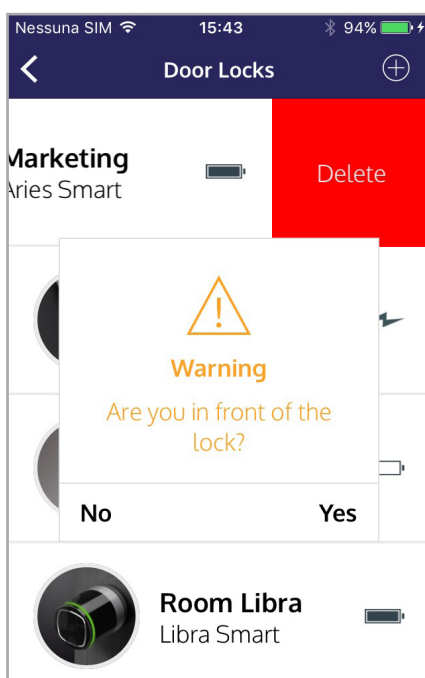 Nessuna SIM 15:43 94%
Door Locks
Marketing
Aries Smart
Delete
Warning
Are you in front of the
lock?
No Yes
Room Libra
Libra Smart